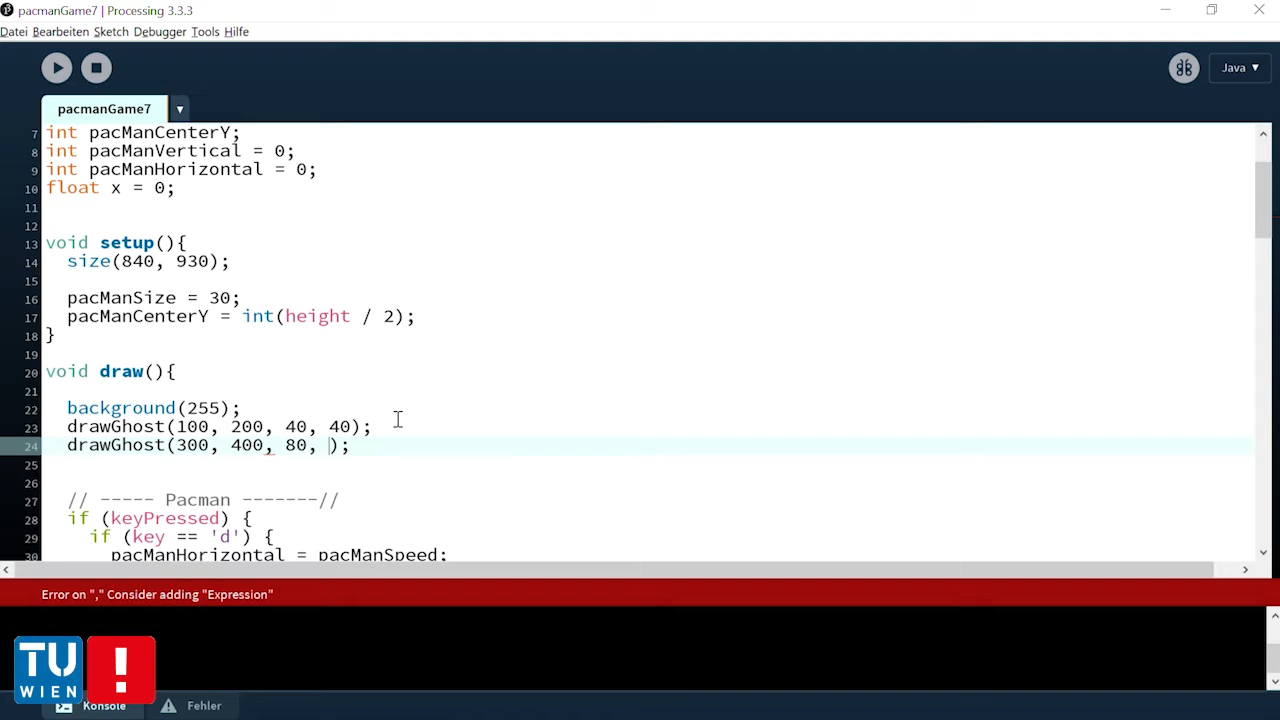 pacmanGame7 | Processing 3.3.3
Datei Bearbeiten Sketch Debugger Tools Hilfe
Java ▼
pacmanGame7 ▼
7 int pacManCenterY;
8 int pacManVertical = 0;
9 int pacManHorizontal = 0;
10 float x = 0;
11
12
13 void setup(){
14 size(840, 930);
15
16 pacManSize = 30;
17 pacManCenterY = int(height / 2);
18 }
19
20 void draw(){
21
22 background(255);
23 drawGhost(100, 200, 40, 40);
24 drawGhost(300, 400, 80, );
25
26
27 // ----- Pacman -------//
28 if (keyPressed) {
29 if (key == 'd') {
30 pacManHorizontal = pacManSpeed;
Error on "," Consider adding "Expression"
TU
WIEN
!
Konsole Fehler